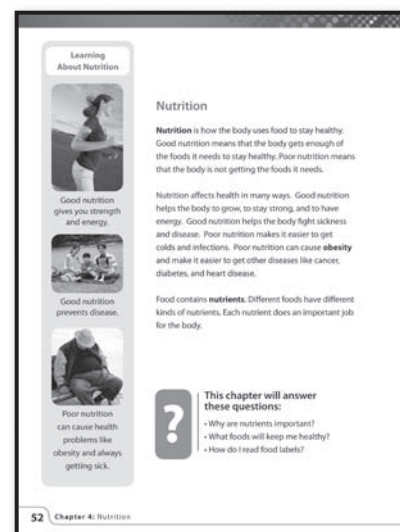 Learning
About Nutrition
Good nutrition
gives you strength
and energy.
Good nutrition
prevents disease.
Poor nutrition
can cause health
problems like
obesity and always
getting sick.
Nutrition
Nutrition is how the body uses food to stay healthy.
Good nutrition means that the body gets enough of
the foods it needs to stay healthy. Poor nutrition means
that the body is not getting the foods it needs.
Nutrition affects health in many ways. Good nutrition
helps the body to grow, to stay strong, and to have
energy. Good nutrition helps the body fight sickness
and disease. Poor nutrition makes it easier to get
colds and infections. Poor nutrition can cause obesity
and make it easier to get other diseases like cancer,
diabetes, and heart disease.
Food contains nutrients. Different foods have different
kinds of nutrients. Each nutrient does an important job
for the body.
?
This chapter will answer
these questions:
• Why are nutrients important?
• What foods will keep me healthy?
• How do I read food labels?
52 Chapter 4: Nutrition